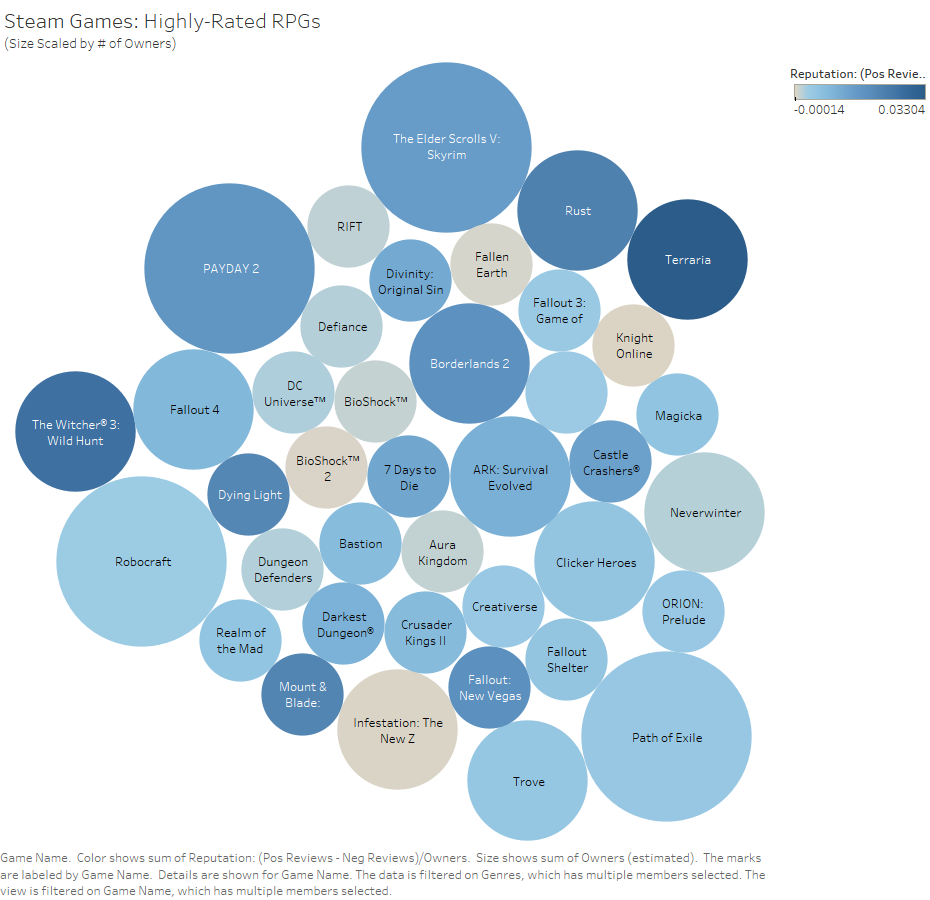 Steam Games: Highly-Rated RPGs
(Size Scaled by # of Owners)
Reputation: (Pos Revie..
-0.00014 0.03304
The Elder Scrolls V:
Skyrim
Rust
RIFT
Terraria
Fallen
Earth
PAYDAY 2
Divinity:
Original Sin
Fallout 3:
Game of
Defiance
Knight
Online
Borderlands 2
DC
Universe™
BioShock™
Fallout 4
Magicka
The Witcher® 3:
Wild Hunt
Castle
Crashers®
BioShock™
2
7 Days to
Die
ARK: Survival
Evolved
Dying Light
Neverwinter
Bastion
Aura
Kingdom
Robocraft
Clicker Heroes
Dungeon
Defenders
Creativerse
ORION:
Prelude
Darkest
Dungeon®
Crusader
Kings II
Realm of
the Mad
Fallout
Shelter
Mount &
Blade:
Fallout:
New Vegas
Infestation: The
New Z
Path of Exile
Trove
Game Name.  Color shows sum of Reputation: (Pos Reviews - Neg Reviews)/Owners.  Size shows sum of Owners (estimated).  The marks
are labeled by Game Name.  Details are shown for Game Name. The data is filtered on Genres, which has multiple members selected. The
view is filtered on Game Name, which has multiple members selected.